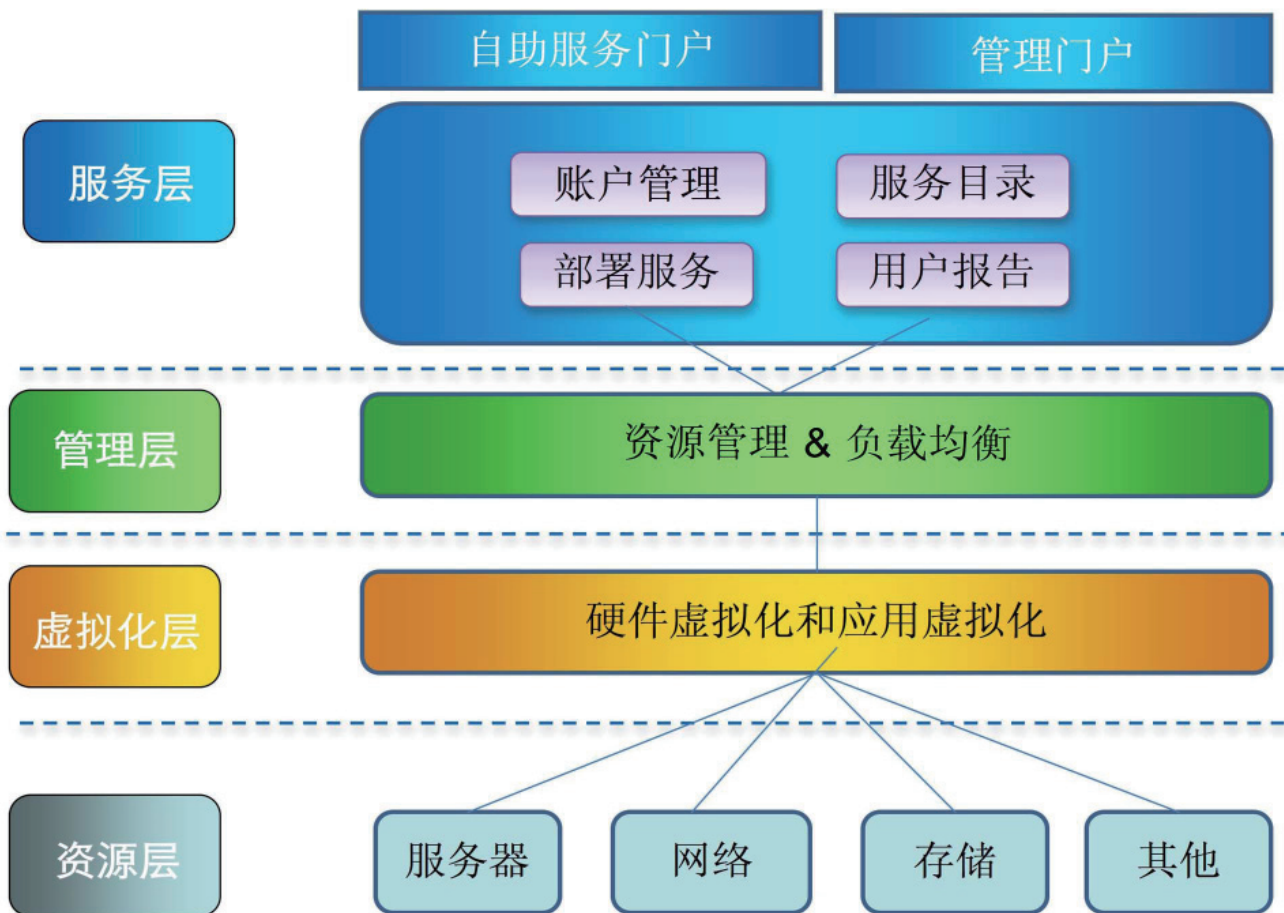 自助服务门户
管理门户
服务层
账户管理
服务目录
部署服务
用户报告
管理层
资源管理 & 负载均衡
虚拟化层
硬件虚拟化和应用虚拟化
资源层
服务器
网络
存储
其他